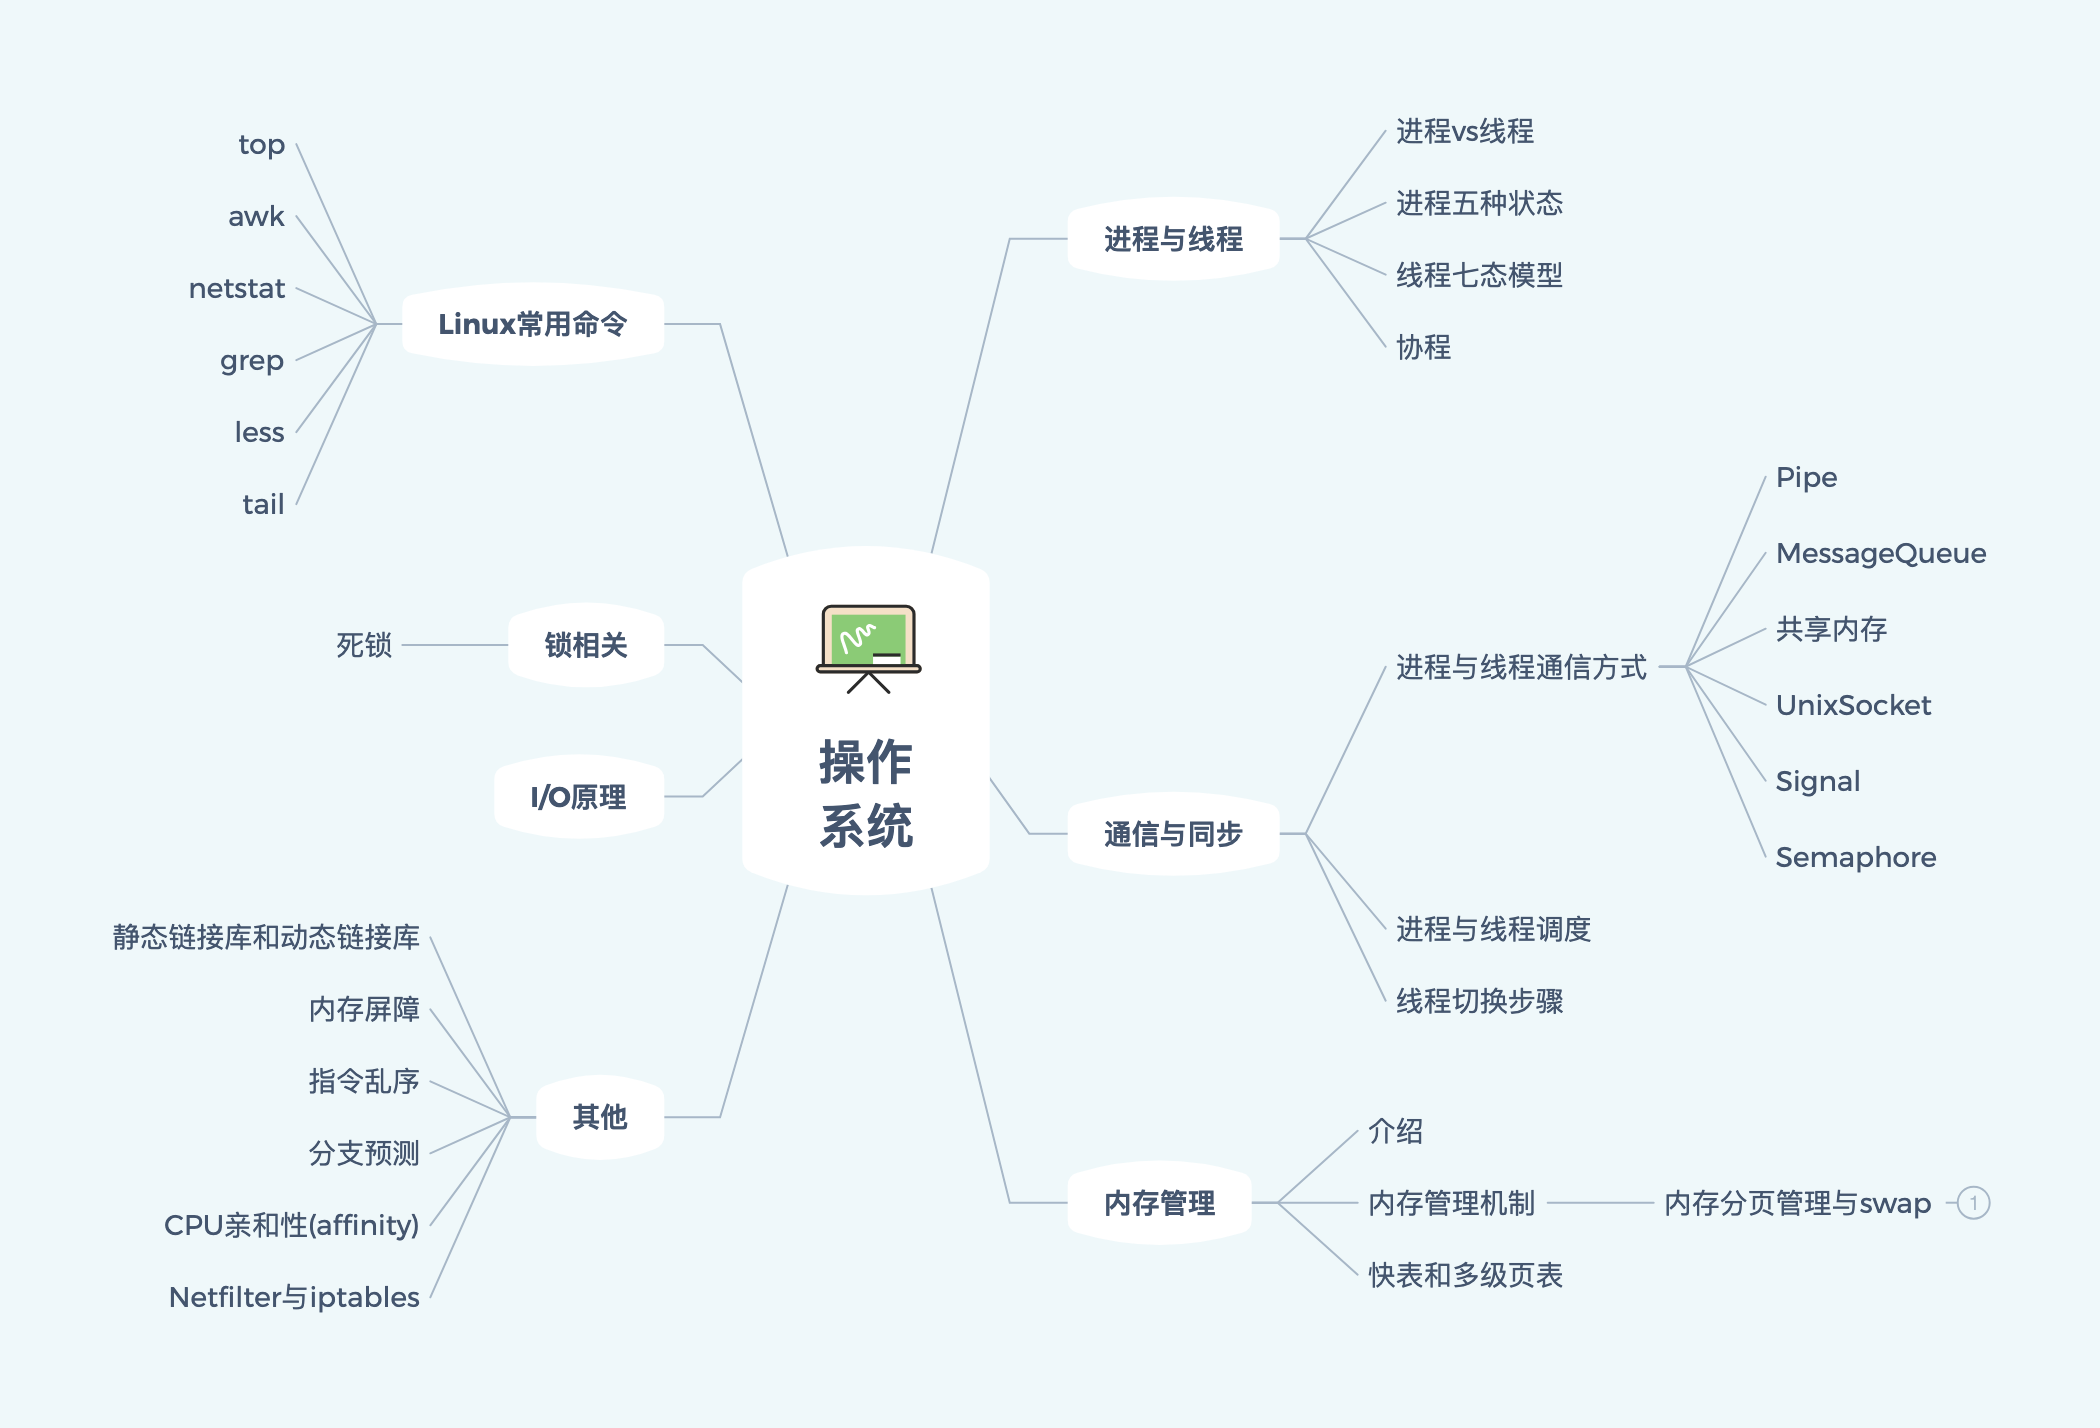 操作
系统
进程与线程
进程vs线程
进程五种状态
线程七态模型
协程
通信与同步
进程与线程通信方式
Pipe
MessageQueue
共享内存
UnixSocket
Signal
Semaphore
进程与线程调度
线程切换步骤
内存管理
介绍
内存管理机制
内存分页管理与swap
1
快表和多级页表
Linux常用命令
top
awk
netstat
grep
less
tail
锁相关
死锁
I/O原理
其他
静态链接库和动态链接库
内存屏障
指令乱序
分支预测
CPU亲和性(affinity)
Netfilter与iptables